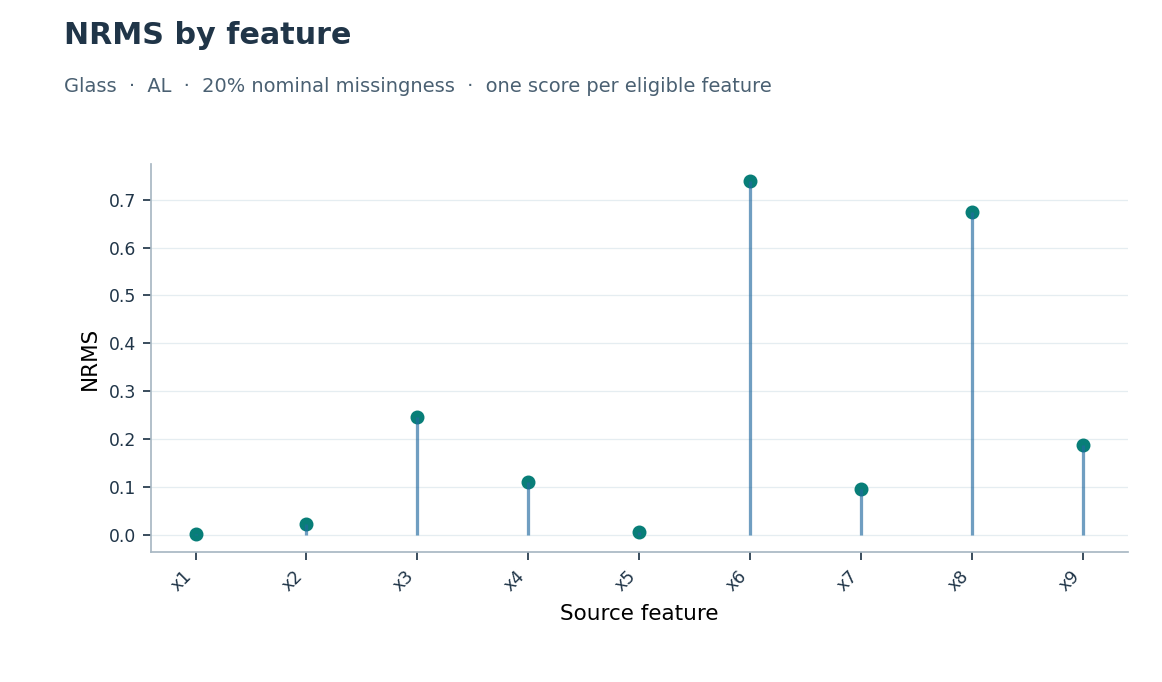 NRMS by feature
Glass · AL · 20% nominal missingness · one score per eligible feature
NRMS
0.7
0.6
0.5
0.4
0.3
0.2
0.1
0.0
x1 x2 x3 x4 x5 x6 x7 x8 x9
Source feature